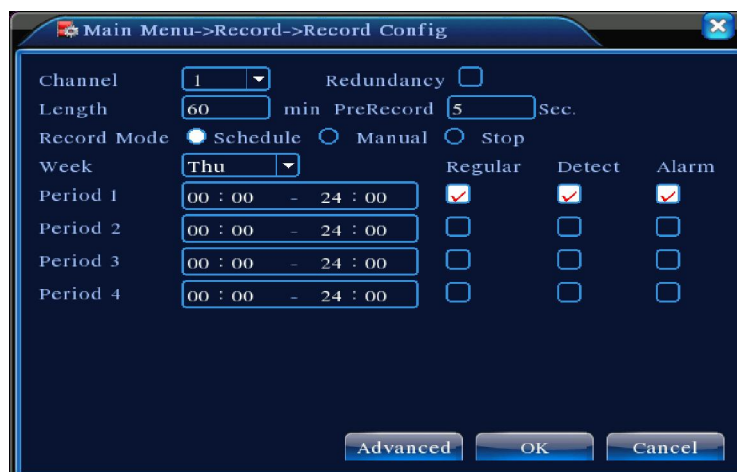 Main Menu->Record->Record Config
Channel 1 Redundancy
Length 60 min PreRecord 5 Sec.
Record Mode Schedule Manual Stop
Week Thu Regular Detect Alarm
Period 1 00 : 00 - 24 : 00
Period 2 00 : 00 - 24 : 00
Period 3 00 : 00 - 24 : 00
Period 4 00 : 00 - 24 : 00
Advanced OK Cancel